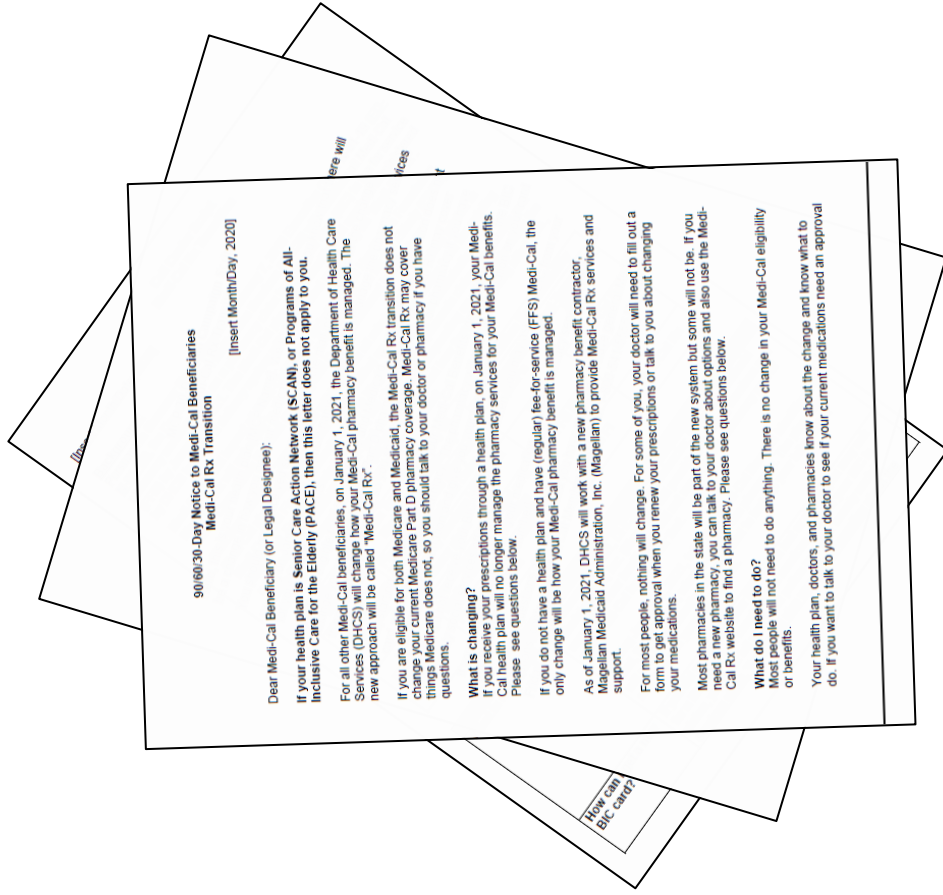 90/60/30-Day Notice to Medi-Cal Beneficiaries
Medi-Cal Rx Transition
[Insert Month/Day, 2020]
Dear Medi-Cal Beneficiary (or Legal Designee):
If your health plan is Senior Care Action Network (SCAN), or Programs of All-
Inclusive Care for the Elderly (PACE), then this letter does not apply to you.
For all other Medi-Cal beneficiaries, on January 1, 2021, the Department of Health Care
Services (DHCS) will change how your Medi-Cal pharmacy benefit is managed. The
new approach will be called "Medi-Cal Rx".
If you are eligible for both Medicare and Medicaid, the Medi-Cal Rx transition does not
change your current Medicare Part D pharmacy coverage. Medi-Cal Rx may cover
things Medicare does not, so you should talk to your doctor or pharmacy if you have
questions.
What is changing?
If you receive your prescriptions through a health plan, on January 1, 2021, your Medi-
Cal health plan will no longer manage the pharmacy services for your Medi-Cal benefits.
Please see questions below.
If you do not have a health plan and have (regular) fee-for-service (FFS) Medi-Cal, the
only change will be how your Medi-Cal pharmacy benefit is managed.
As of January 1, 2021, DHCS will work with a new pharmacy benefit contractor,
Magellan Medicaid Administration, Inc. (Magellan) to provide Medi-Cal Rx services and
support.
For most people, nothing will change. For some of you, your doctor will need to fill out a
form to get approval when you renew your prescriptions or talk to you about changing
your medications.
Most pharmacies in the state will be part of the new system but some will not be. If you
need a new pharmacy, you can talk to your doctor about options and also use the Medi-
Cal Rx website to find a pharmacy. Please see questions below.
What do I need to do?
Most people will not need to do anything. There is no change in your Medi-Cal eligibility
or benefits.
Your health plan, doctors, and pharmacies know about the change and know what to
do. If you want to talk to your doctor to see if your current medications need an approval
will
How can
BIC card?